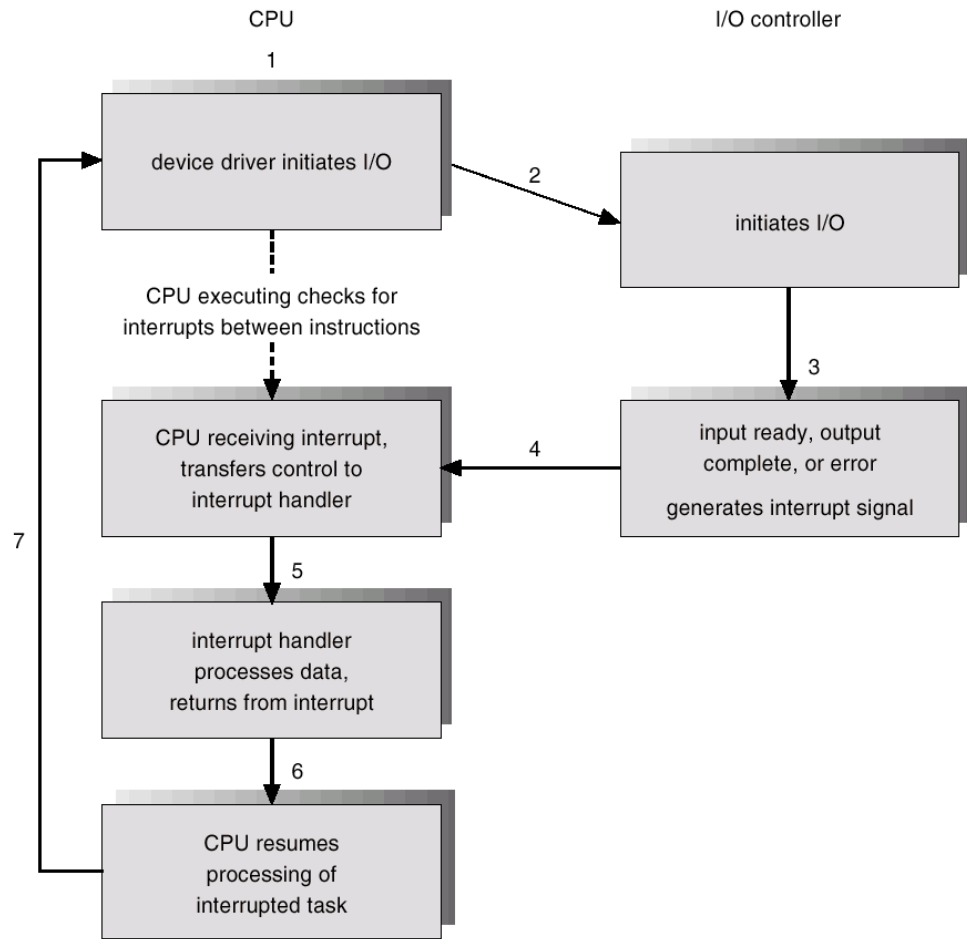 CPU
I/O controller
1
device driver initiates I/O
2
initiates I/O
CPU executing checks for
interrupts between instructions
3
CPU receiving interrupt,
transfers control to
interrupt handler
4
input ready, output
complete, or error
generates interrupt signal
7
5
interrupt handler
processes data,
returns from interrupt
6
CPU resumes
processing of
interrupted task